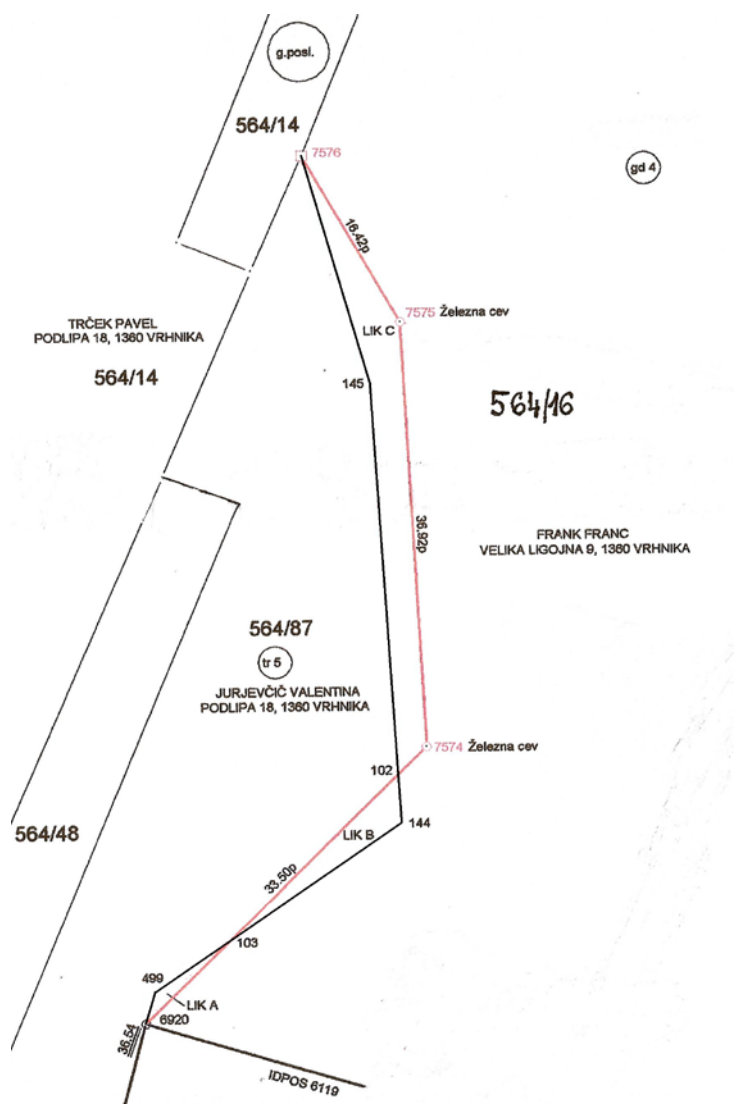 g.posl.
564/14
7576
gd 4
16.42p
7575 Železna cev
TRČEK PAVEL
PODLIPA 18, 1360 VRHNIKA
LIK C
564/14
145
564/16
36.92p
FRANK FRANC
VELIKA LIGOJNA 9, 1360 VRHNIKA
564/87
tr 5
JURJEVČIČ VALENTINA
PODLIPA 18, 1360 VRHNIKA
7574 Železna cev
102
144
564/48
LIK B
33.50p
103
499
LIK A
6920
36.54
IDPOS 6119